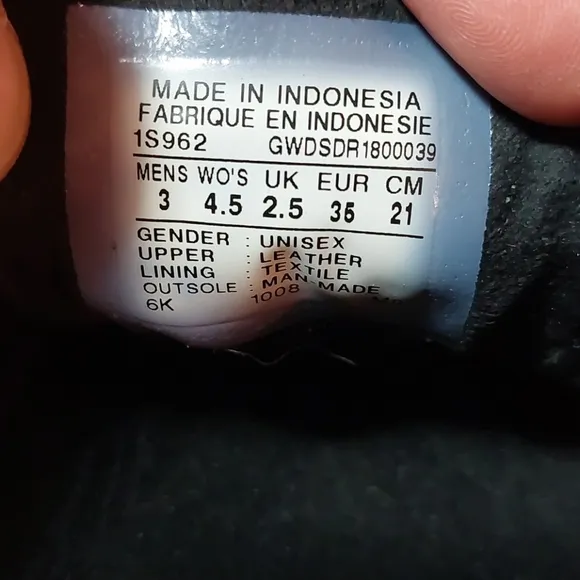 MADE IN INDONESIA
FABRIQUE EN INDONESIE
1S962 GWDSDR1800039
MENS WO'S UK EUR CM
3 4.5 2.5 36 21
GENDER : UNISEX
UPPER : LEATHER
LINING : TEXTILE
OUTSOLE : MAN-MADE
6K 1008